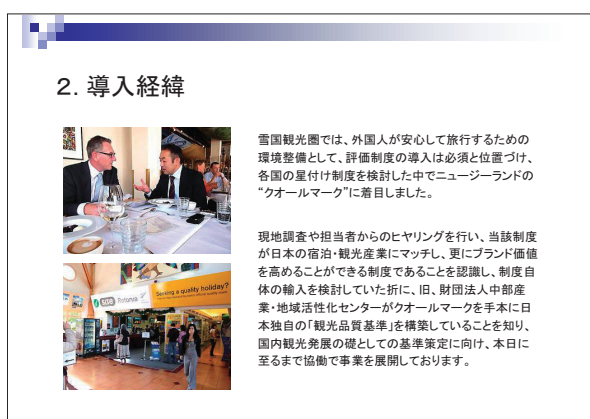 ２. 導入経緯
雪国観光圏では、外国人が安心して旅行するための
環境整備として、評価制度の導入は必須と位置づけ、
各国の星付け制度を検討した中でニュージーランドの
“クオールマーク”に着目しました。
現地調査や担当者からのヒヤリングを行い、当該制度
が日本の宿泊・観光産業にマッチし、更にブランド価値
を高めることができる制度であることを認識し、制度自
体の輸入を検討していた折に、旧、財団法人中部産
業・地域活性化センターがクオールマークを手本に日
本独自の「観光品質基準」を構築していることを知り、
国内観光発展の礎としての基準策定に向け、本日に
至るまで協働で事業を展開しております。
Seeking a quality holiday?
Rotorua